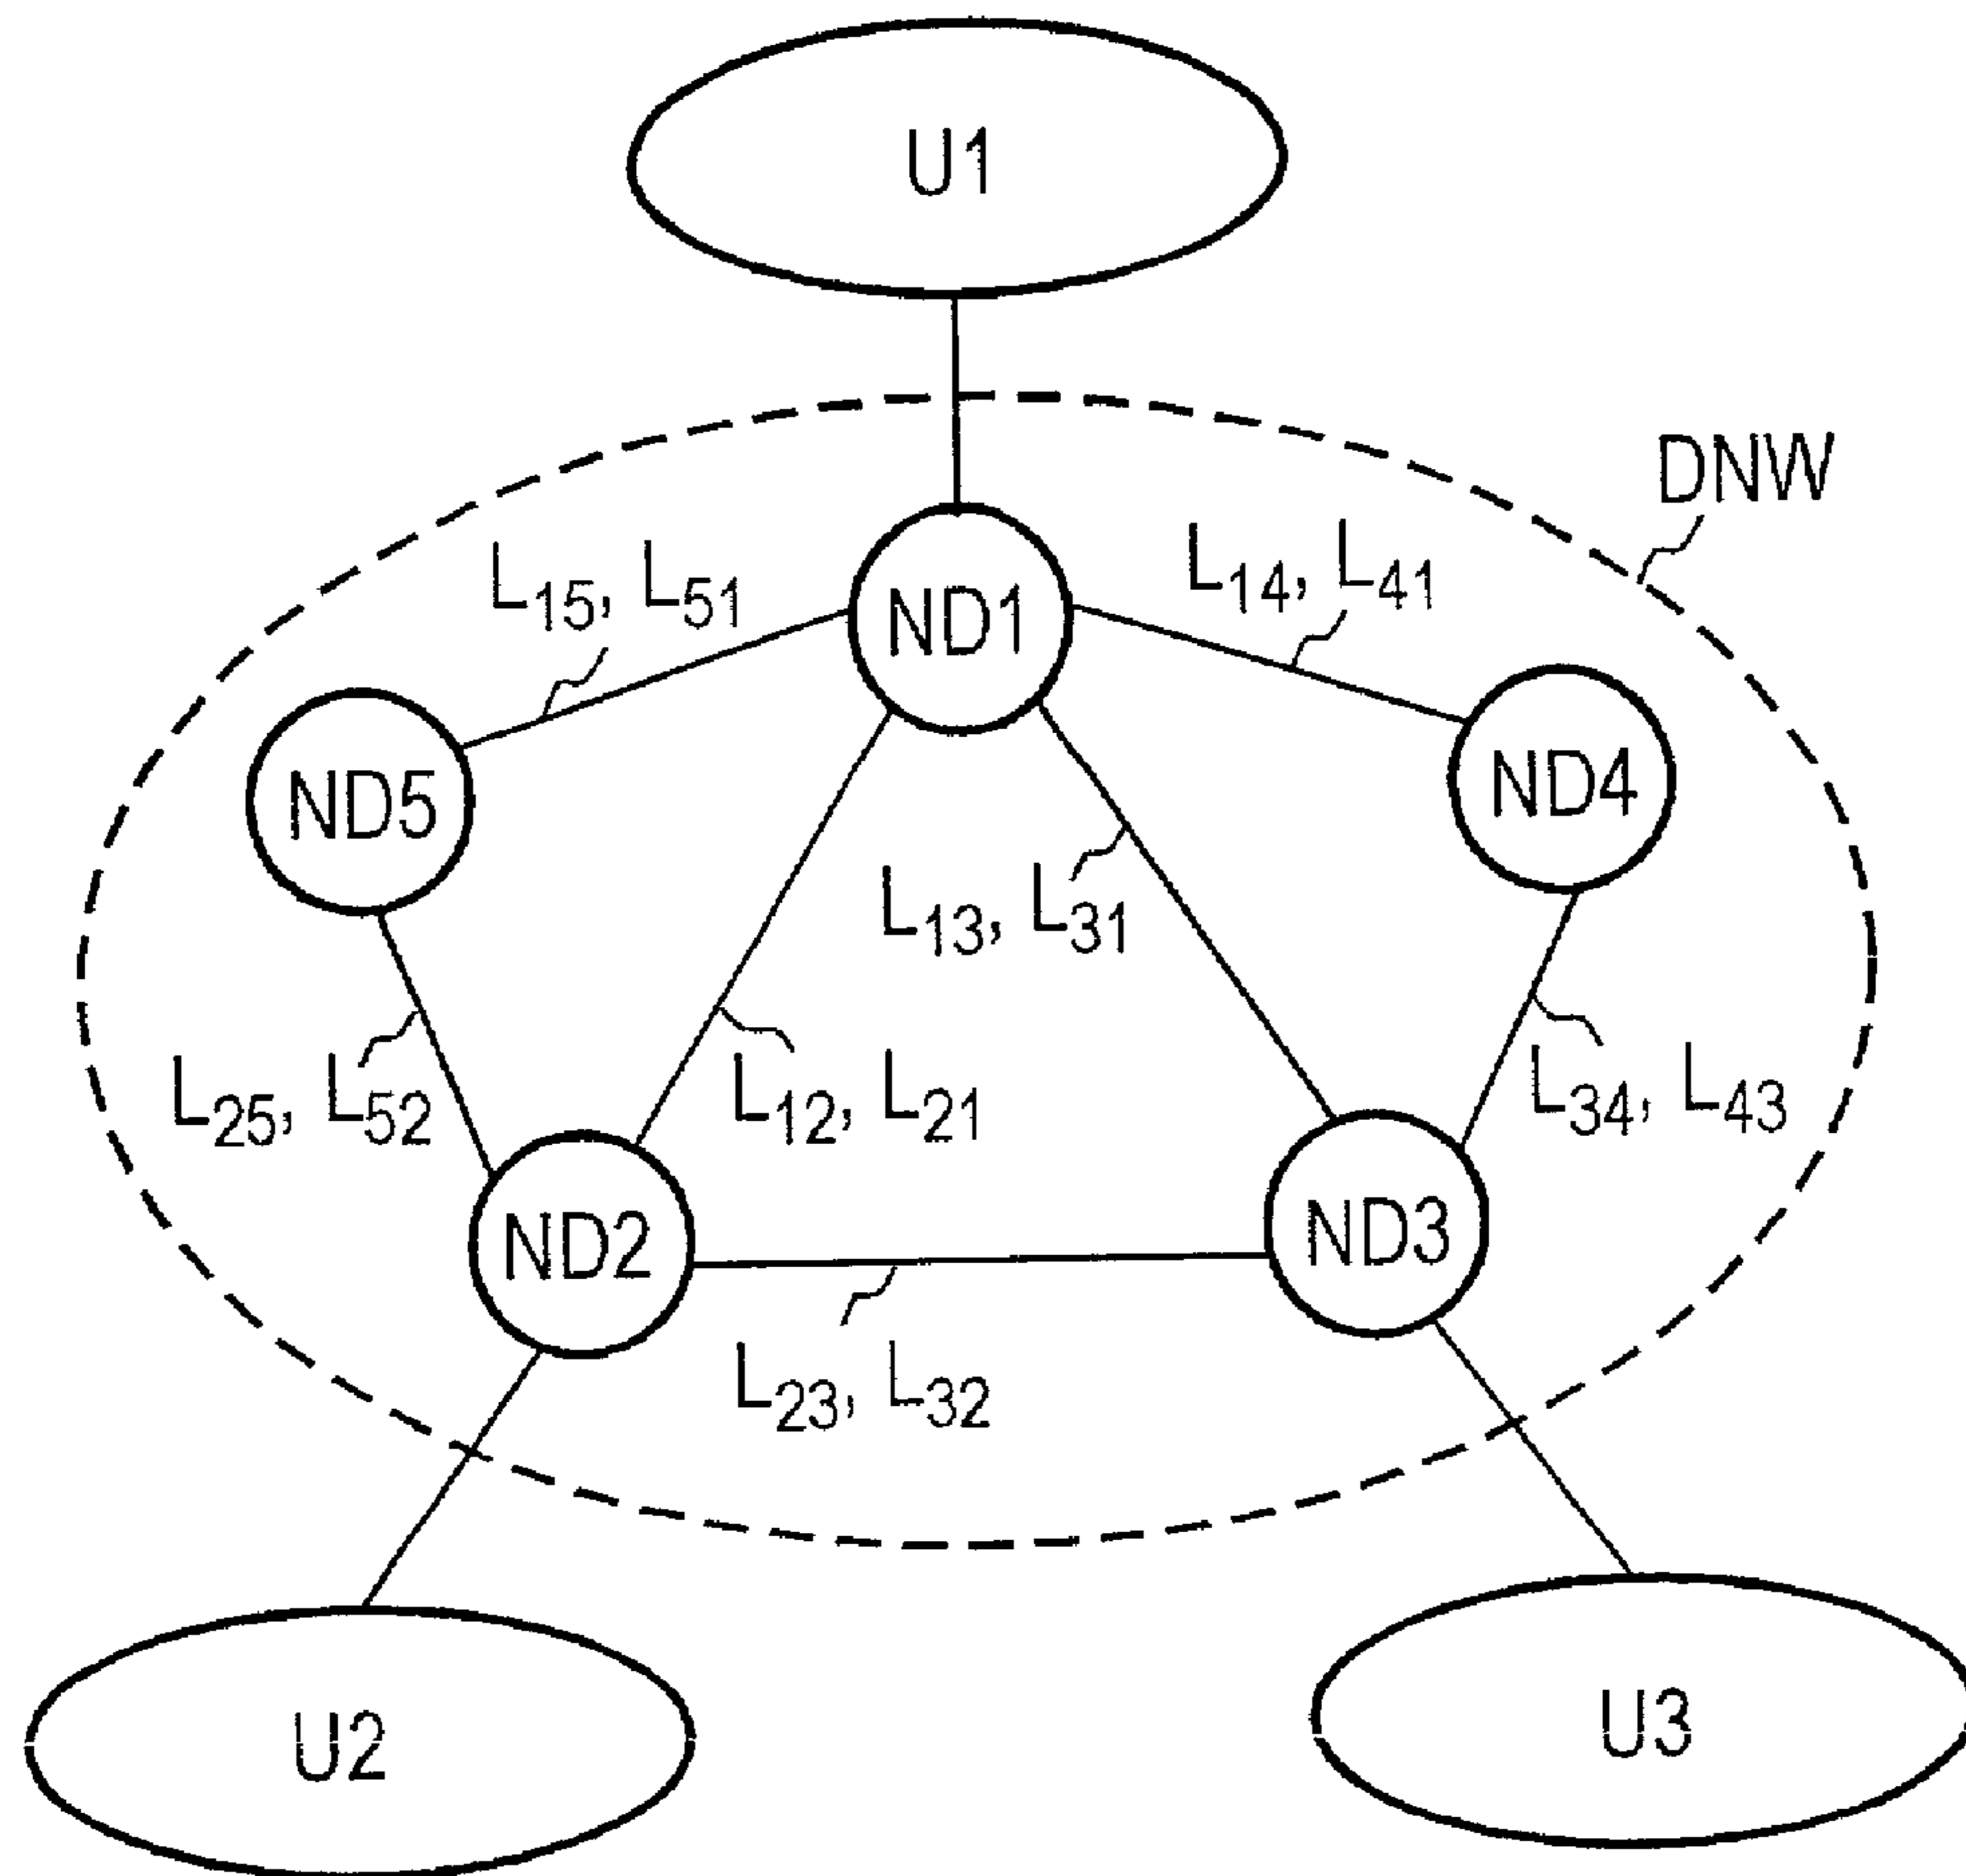 U1
DNW
L15, L51
L14, L41
ND1
ND5
ND4
L13, L31
L25, L52
L12, L21
L34, L43
ND2
ND3
L23, L32
U2
U3